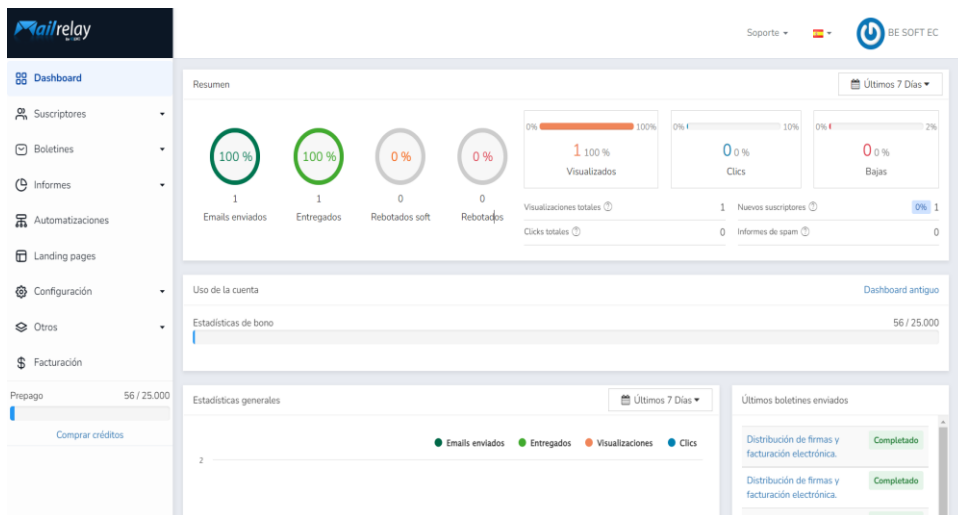 Mailrelay
Soporte
BE SOFT EC
Dashboard
Suscriptores
Boletines
Informes
Automatizaciones
Landing pages
Configuración
Otros
Facturación
Prepago 56 / 25.000
Comprar créditos
Resumen
Últimos 7 Días
100 %
1
Emails enviados
100 %
1
Entregados
0 %
0
Rebotados soft
0 %
0
Rebotados
0% 100%
1 100 %
Visualizados
0% 10%
0 0 %
Clics
0% 2%
0 0 %
Bajas
Visualizaciones totales ? 1
Nuevos suscriptores ? 0% 1
Clicks totales ? 0
Informes de spam ? 0
Uso de la cuenta
Dashboard antiguo
Estadísticas de bono
56 / 25.000
Estadísticas generales
Últimos 7 Días
Emails enviados Entregados Visualizaciones Clics
2
Últimos boletines enviados
Distribución de firmas y
facturación electrónica.
Completado
Distribución de firmas y
facturación electrónica.
Completado